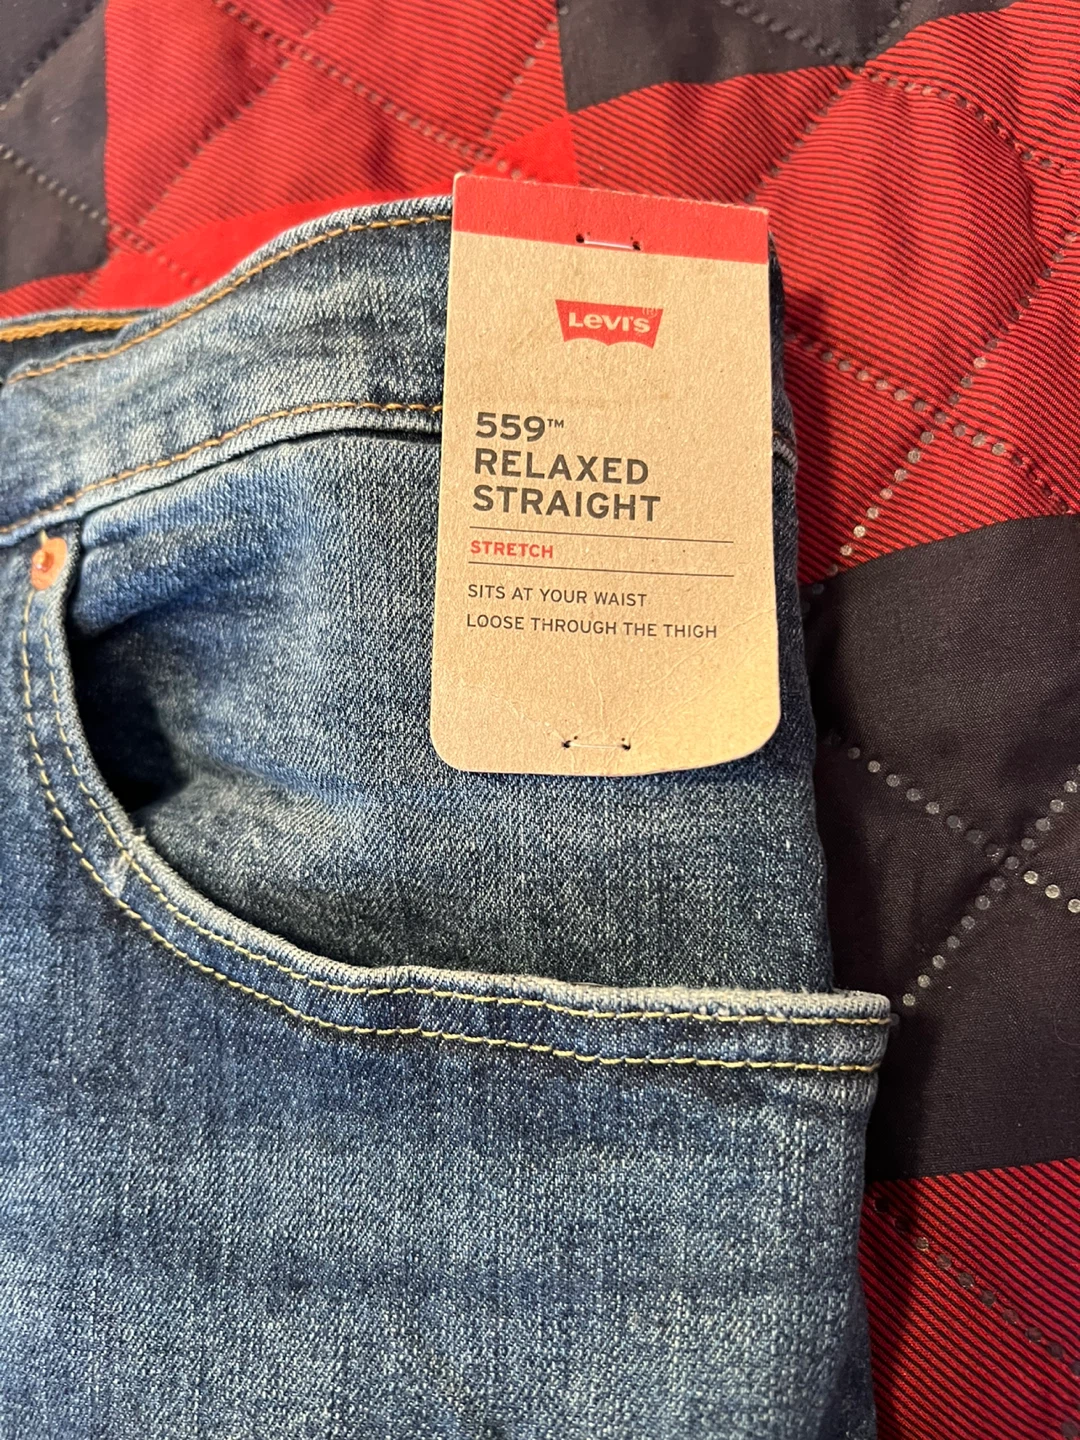 LEVI'S
559™
RELAXED
STRAIGHT
STRETCH
SITS AT YOUR WAIST
LOOSE THROUGH THE THIGH